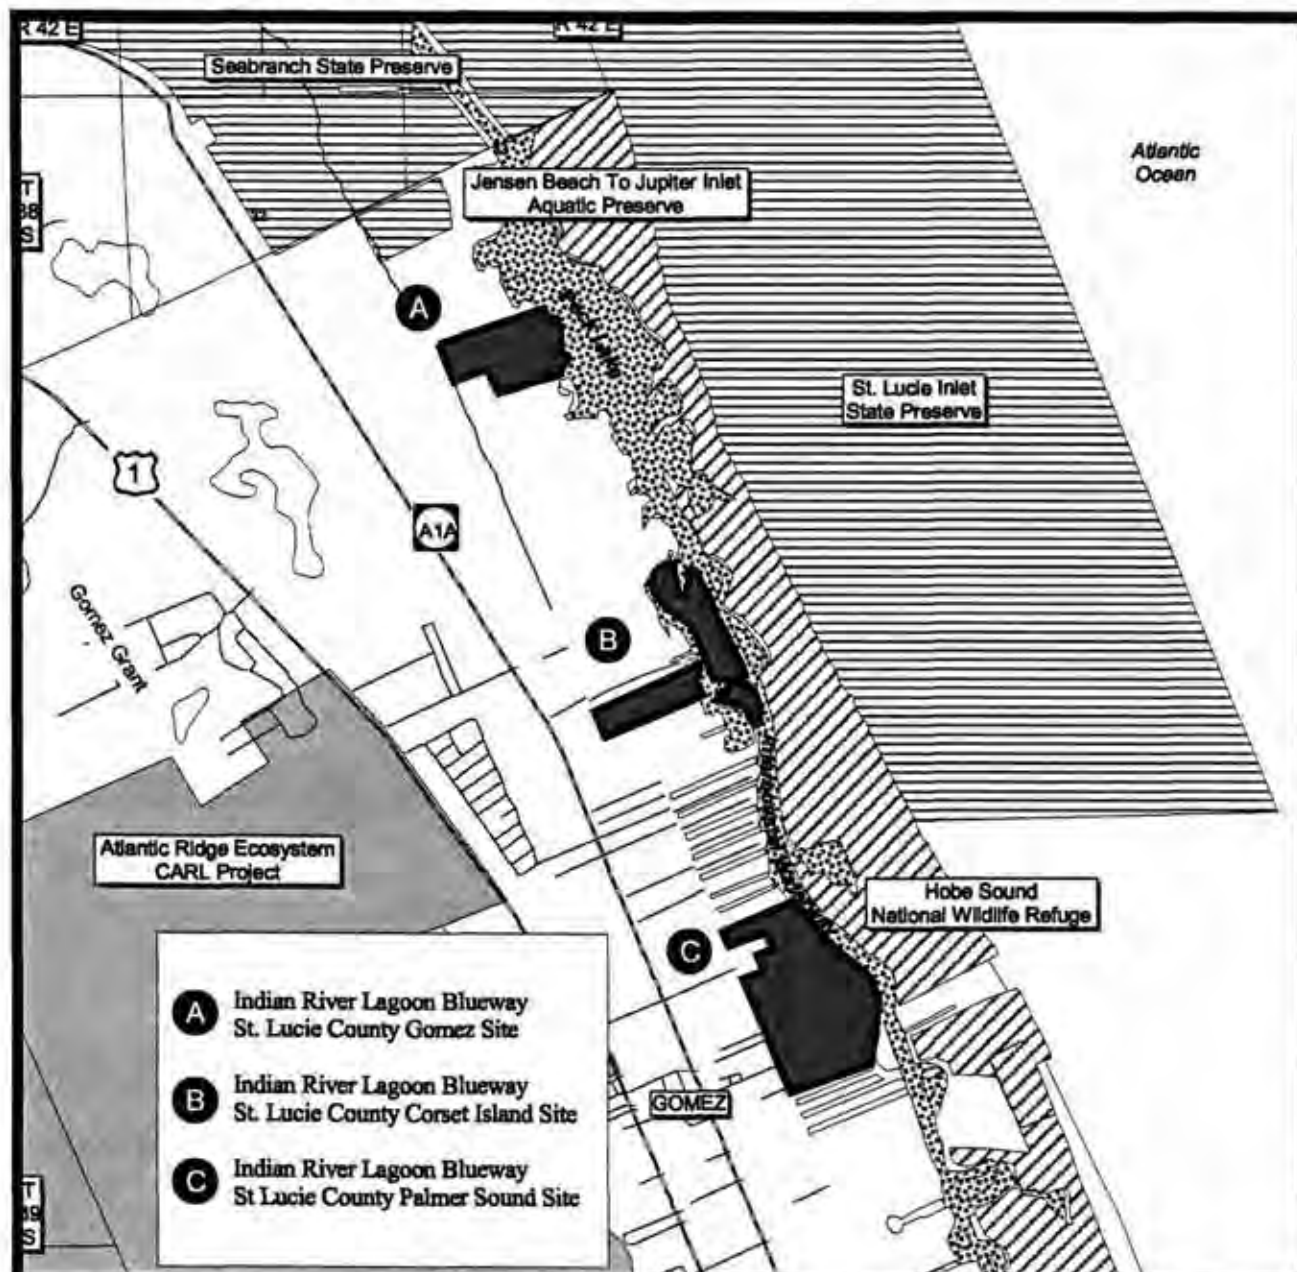 R 42 E
R 42 E
Seabranch State Preserve
Atlantic
Ocean
Jensen Beach To Jupiter Inlet
Aquatic Preserve
A
St. Lucie Inlet
State Preserve
1
A1A
Gomez Grant
B
Atlantic Ridge Ecosystem
CARL Project
Hobe Sound
National Wildlife Refuge
C
A
Indian River Lagoon Blueway
St. Lucie County Gomez Site
B
Indian River Lagoon Blueway
St. Lucie County Corset Island Site
C
Indian River Lagoon Blueway
St Lucie County Palmer Sound Site
GOMEZ
T
39
S